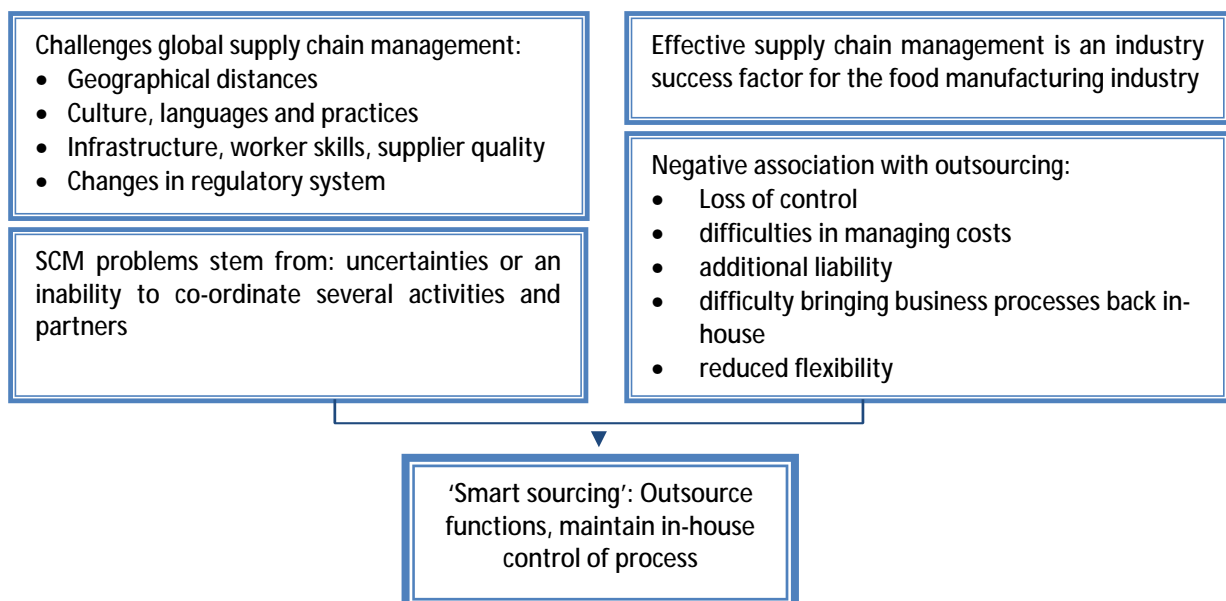 Challenges global supply chain management:
• Geographical distances
• Culture, languages and practices
• Infrastructure, worker skills, supplier quality
• Changes in regulatory system
SCM problems stem from: uncertainties or an
inability to co-ordinate several activities and
partners
Effective supply chain management is an industry
success factor for the food manufacturing industry
Negative association with outsourcing:
• Loss of control
• difficulties in managing costs
• additional liability
• difficulty bringing business processes back in-
house
• reduced flexibility
‘Smart sourcing’: Outsource
functions, maintain in-house
control of process